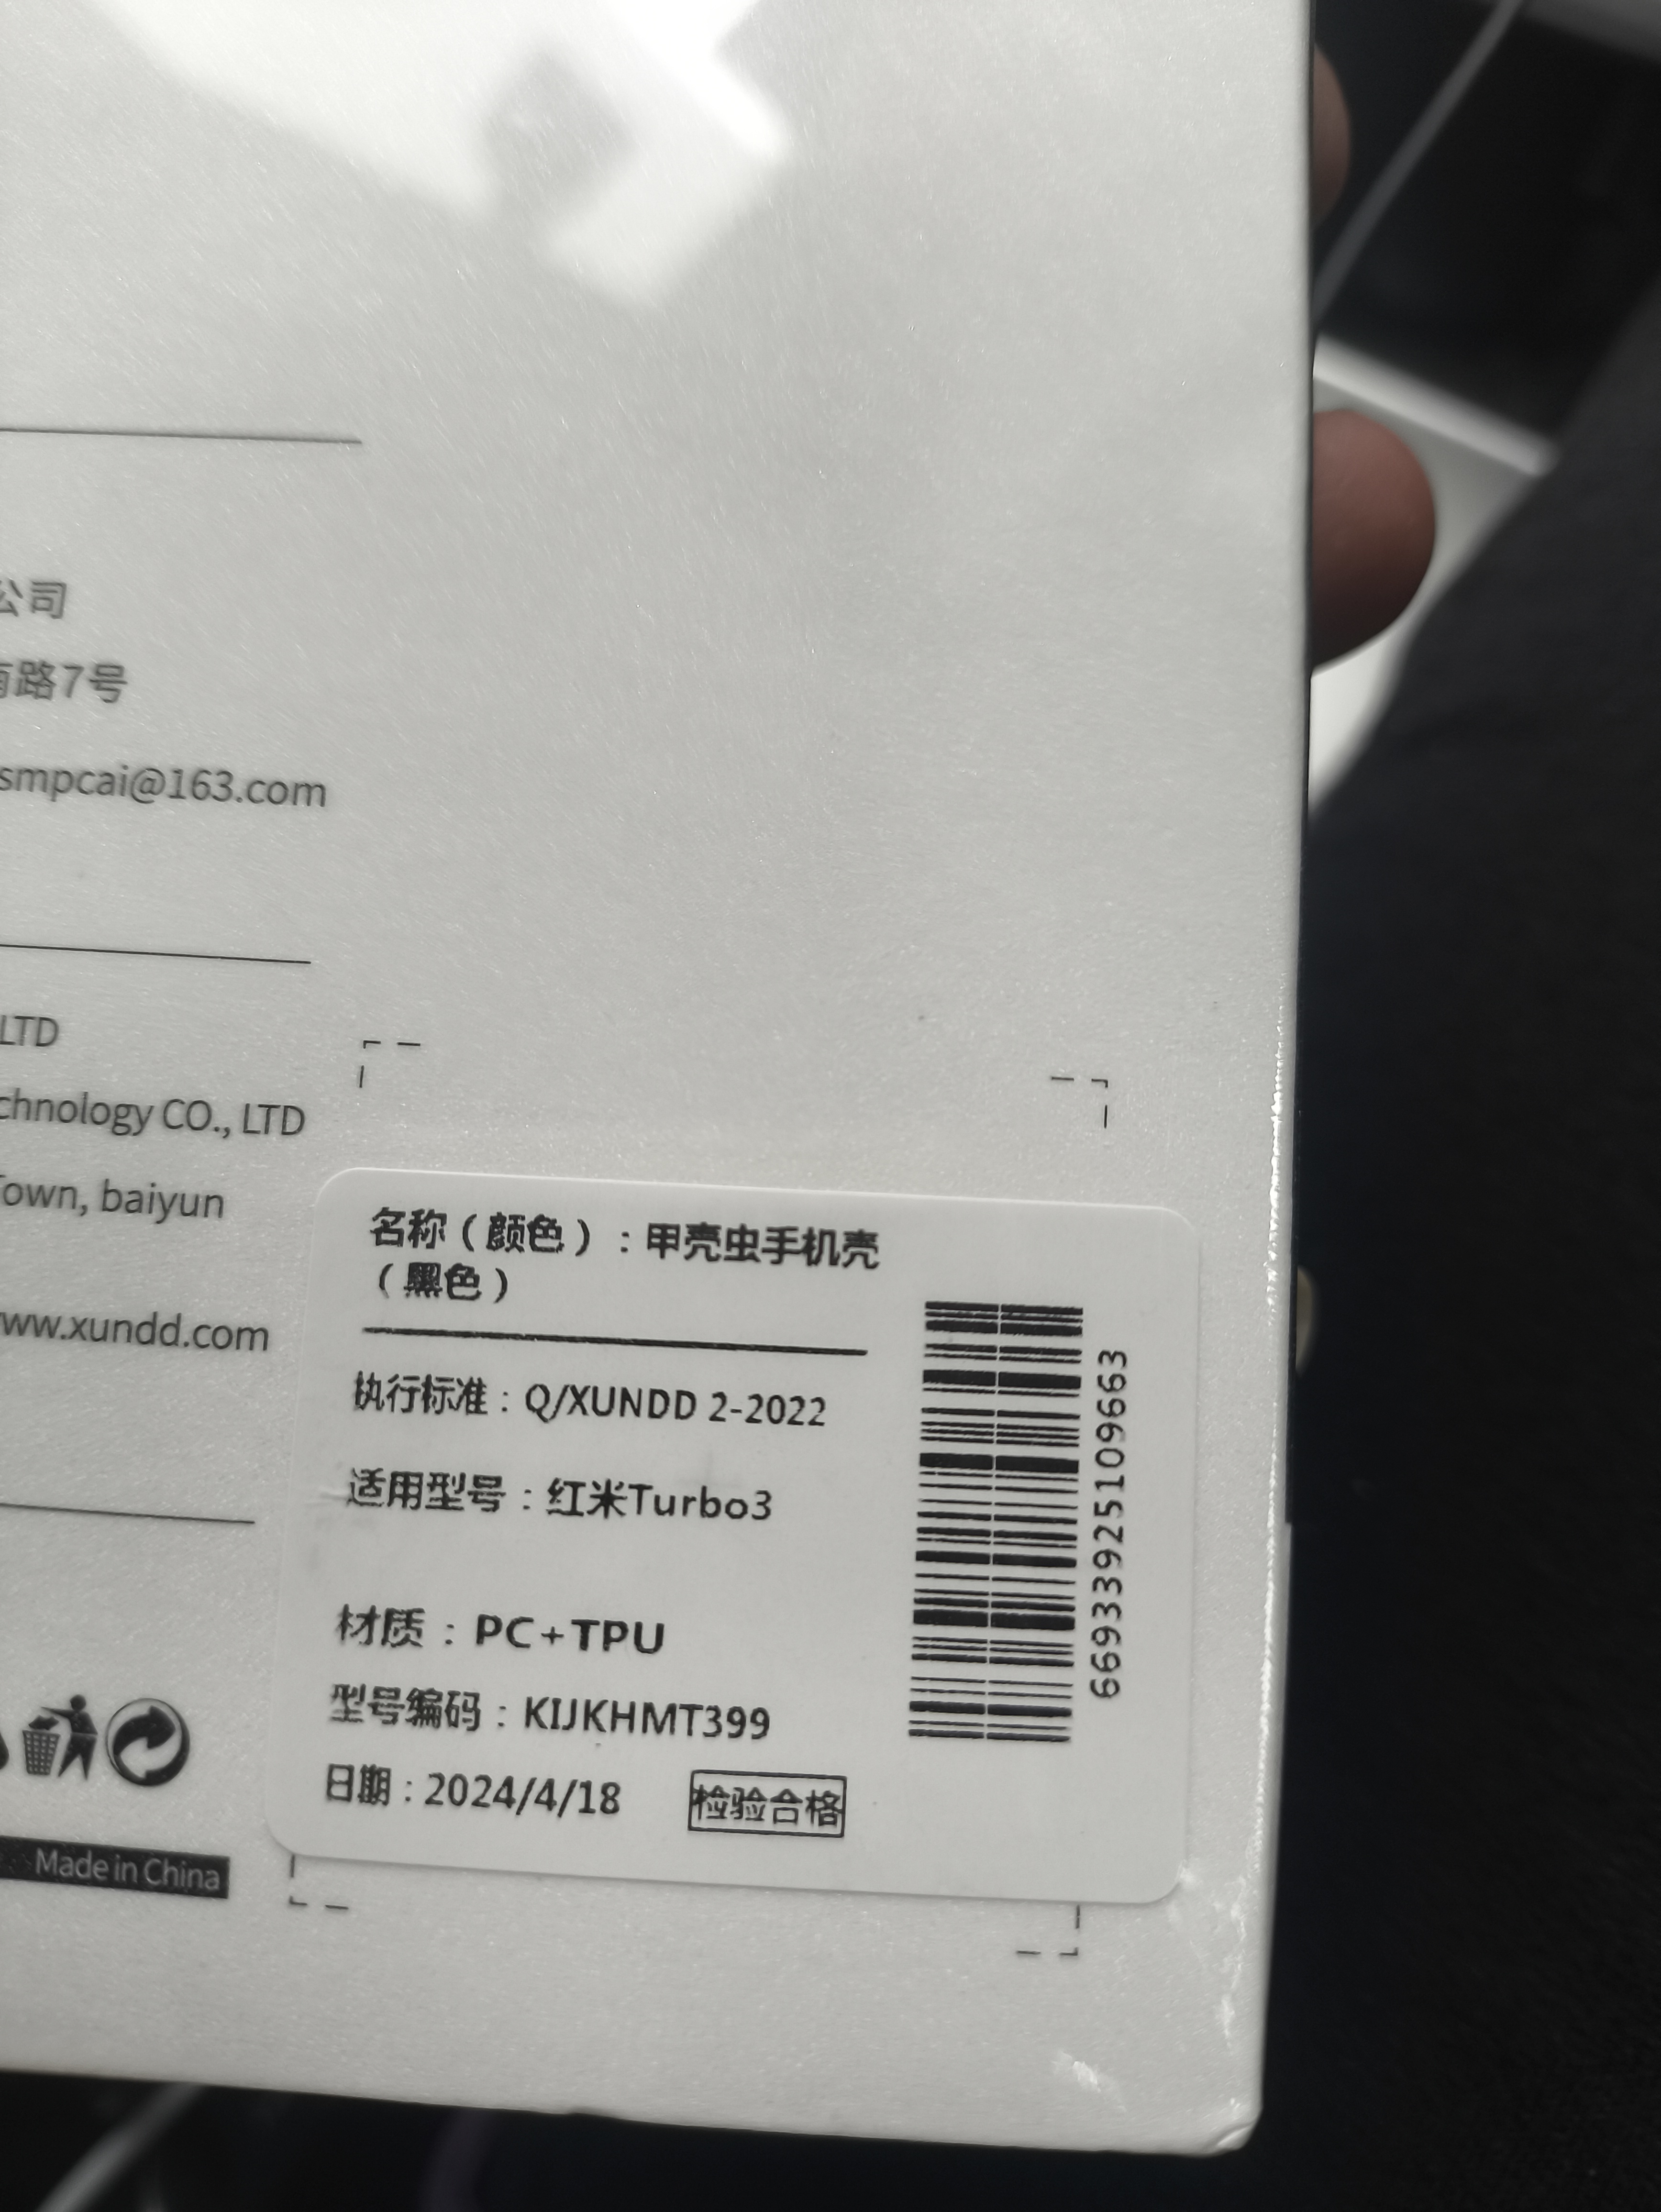 公司
南路7号
smpcai@163.com
LTD
chnology CO., LTD
own, baiyun
ww.xundd.com
Made in China
名称（颜色）：甲壳虫手机壳
（黑色）
执行标准：Q/XUNDD 2-2022
适用型号：红米Turbo3
材质：PC+TPU
型号编码：KIJKHMT399
日期：2024/4/18
检验合格
66933925109663